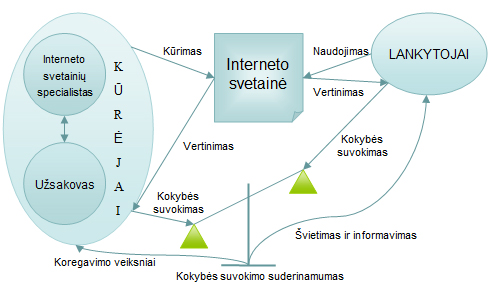 Interneto
svetainių
specialistas
Užsakovas
KŪRĖJAI
Kūrimas
Interneto
svetainė
Naudojimas
LANKYTOJAI
Vertinimas
Vertinimas
Kokybės
suvokimas
Kokybės
suvokimas
Švietimas ir informavimas
Koregavimo veiksniai
Kokybės suvokimo suderinamumas